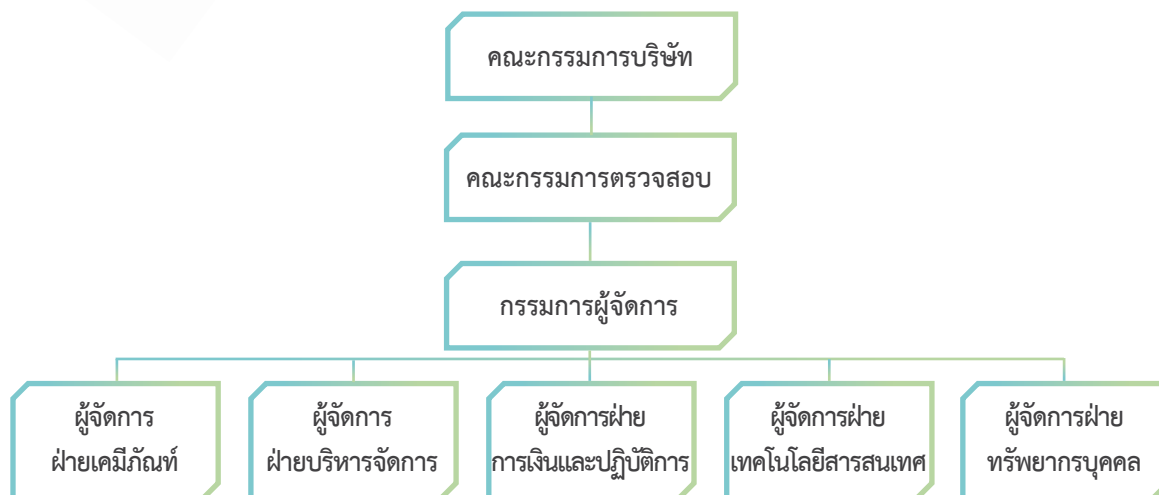 คณะกรรมการบริษัท
คณะกรรมการตรวจสอบ
กรรมการผู้จัดการ
ผู้จัดการ
ฝ่ายเคมีภัณฑ์
ผู้จัดการ
ฝ่ายบริหารจัดการ
ผู้จัดการฝ่าย
การเงินและปฏิบัติการ
ผู้จัดการฝ่าย
เทคโนโลยีสารสนเทศ
ผู้จัดการฝ่าย
ทรัพยากรบุคคล